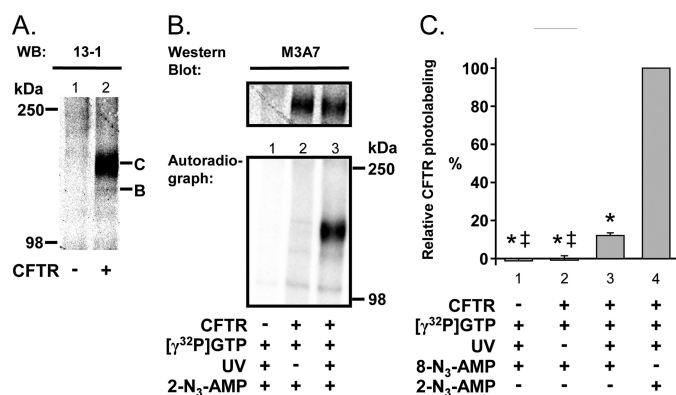 A.
WB: 13-1
1 2
kDa
250
C
B
98
CFTR - +
B.
Western Blot: M3A7
1 2 3
Autoradiograph:
kDa
250
98
CFTR - + +
[γ³²P]GTP + + +
UV + - +
2-N₃-AMP + + +
C.
Relative CFTR photolabeling
%
100
80
60
40
20
0
*‡ *‡ *
1 2 3 4
CFTR - + + +
[γ³²P]GTP + + + +
UV + - + +
8-N₃-AMP + + + -
2-N₃-AMP - - - +